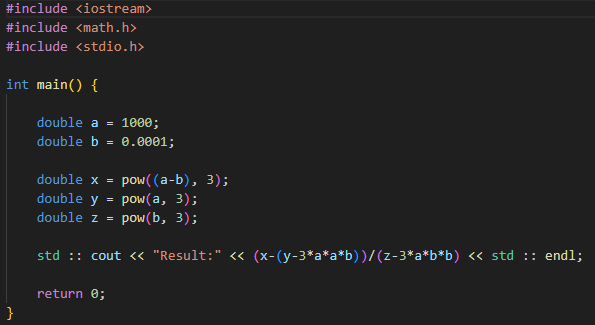 #include <iostream>
#include <math.h>
#include <stdio.h>
int main() {
double a = 1000;
double b = 0.0001;
double x = pow((a-b), 3);
double y = pow(a, 3);
double z = pow(b, 3);
std :: cout << "Result:" << (x-(y-3*a*a*b))/(z-3*a*b*b) << std :: endl;
return 0;
}